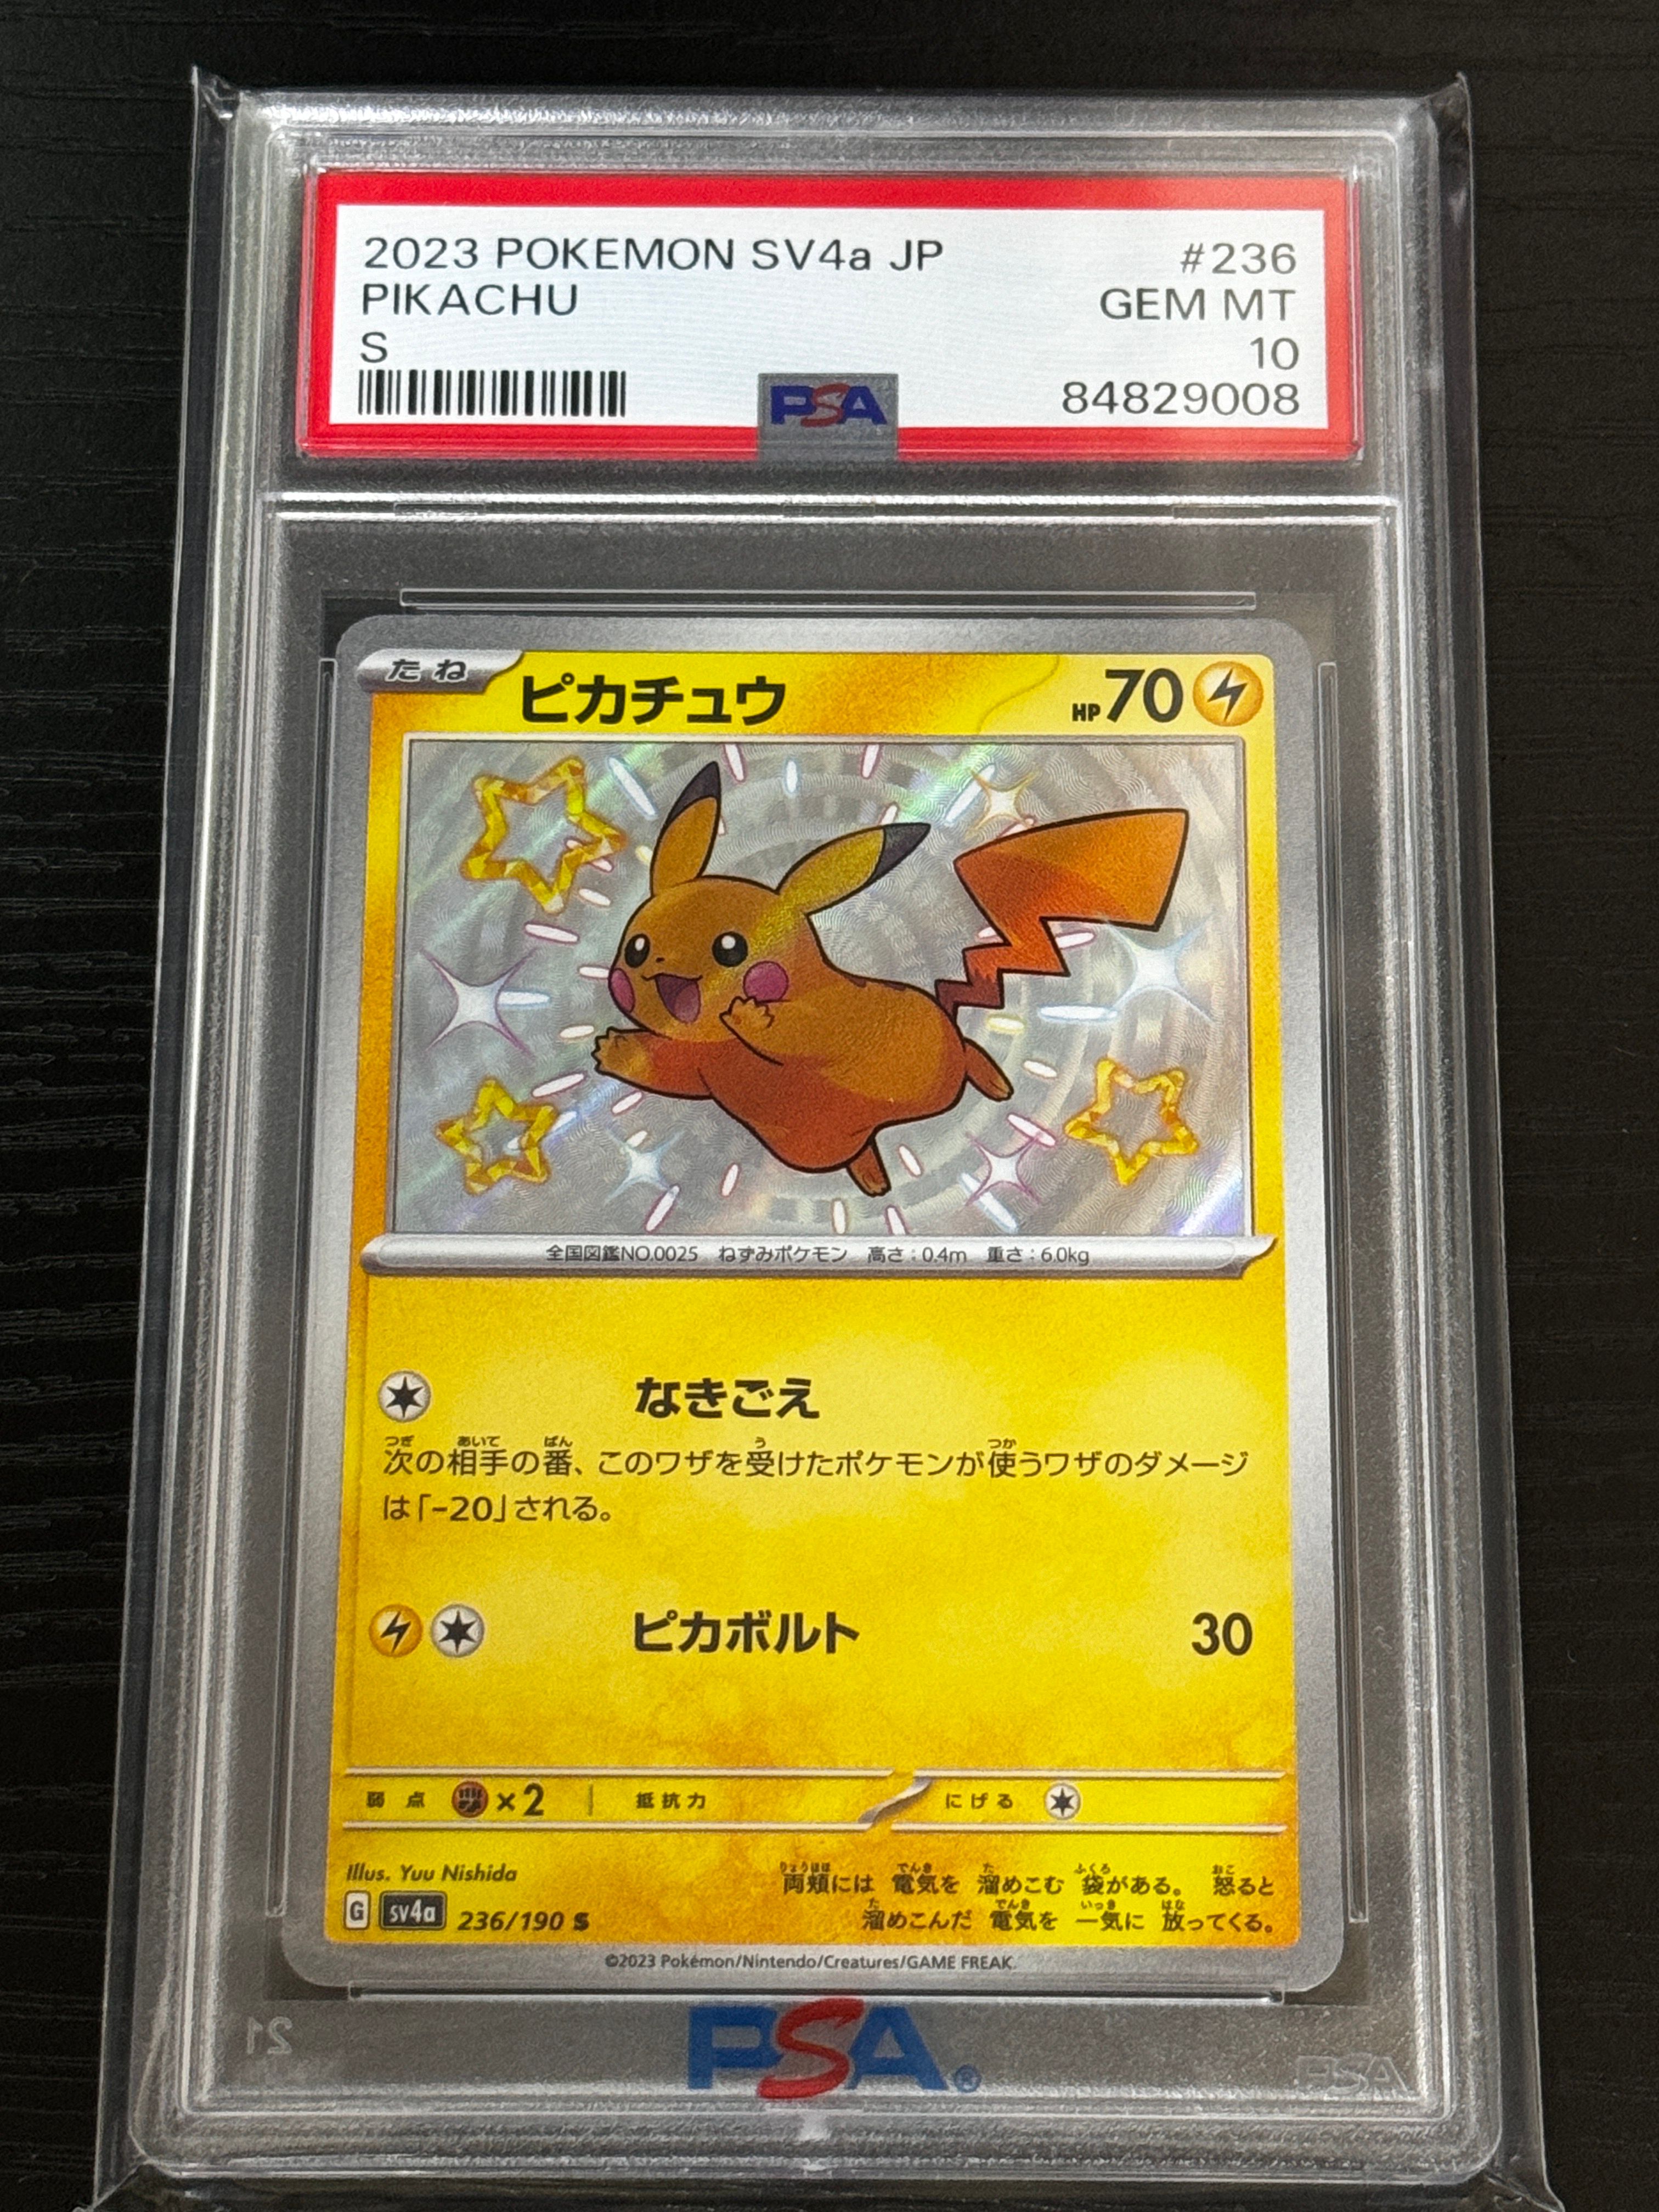 2023 POKEMON SV4a JP #236
PIKACHU GEM MT
S 10
PSA 84829008
たね ピカチュウ HP70
全国図鑑NO.0025 ねずみポケモン 高さ：0.4m 重さ：6.0kg
なきごえ
次の相手の番、このワザを受けたポケモンが使うワザのダメージ
は「-20」される。
ピカボルト 30
弱点 ×2 抵抗力 にげる
Illus. Yuu Nishida
両頬には 電気を 溜めこむ 袋がある。 怒ると
G SV4a 236/190 S
溜めこんだ 電気を 一気に 放ってくる。
©2023 Pokémon/Nintendo/Creatures/GAME FREAK.
PSA®
21
PSA